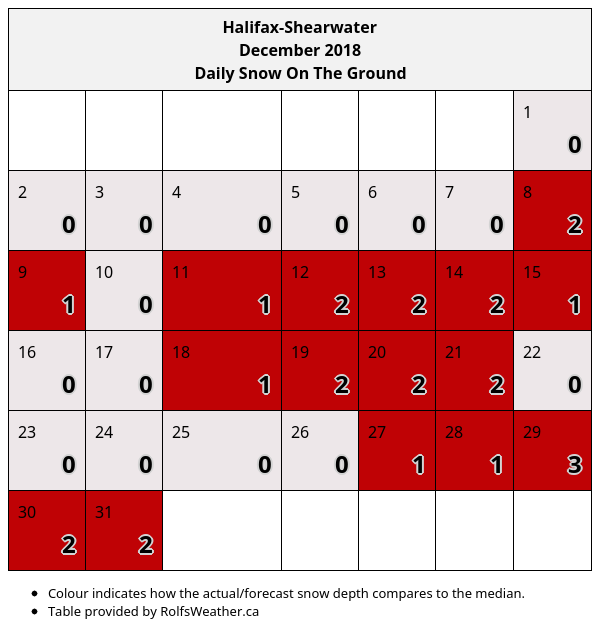 Halifax-Shearwater
December 2018
Daily Snow On The Ground
1
0
2 3 4 5 6 7 8
0 0 0 0 0 0 2
9 10 11 12 13 14 15
1 0 1 2 2 2 1
16 17 18 19 20 21 22
0 0 1 2 2 2 0
23 24 25 26 27 28 29
0 0 0 0 1 1 3
30 31
2 2
• Colour indicates how the actual/forecast snow depth compares to the median.
• Table provided by RolfsWeather.ca